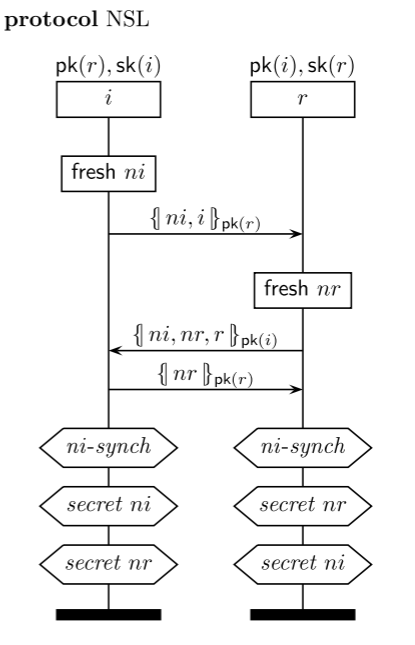 protocol NSL
pk(r), sk(i) pk(i), sk(r)
i r
fresh ni
{| ni, i |}pk(r)
fresh nr
{| ni, nr, r |}pk(i)
{| nr |}pk(r)
ni-synch ni-synch
secret ni secret nr
secret nr secret ni